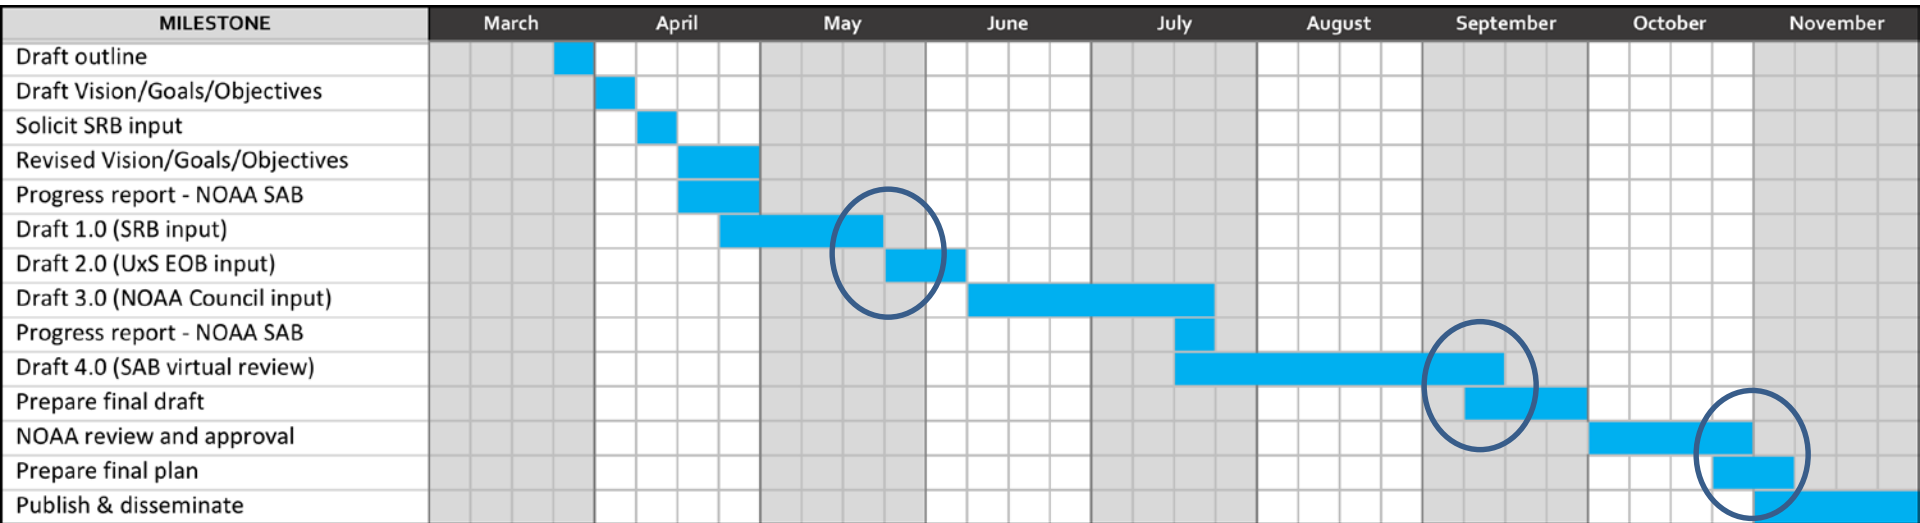 MILESTONE March April May June July August September October November
Draft outline
Draft Vision/Goals/Objectives
Solicit SRB input
Revised Vision/Goals/Objectives
Progress report - NOAA SAB
Draft 1.0 (SRB input)
Draft 2.0 (UxS EOB input)
Draft 3.0 (NOAA Council input)
Progress report - NOAA SAB
Draft 4.0 (SAB virtual review)
Prepare final draft
NOAA review and approval
Prepare final plan
Publish & disseminate